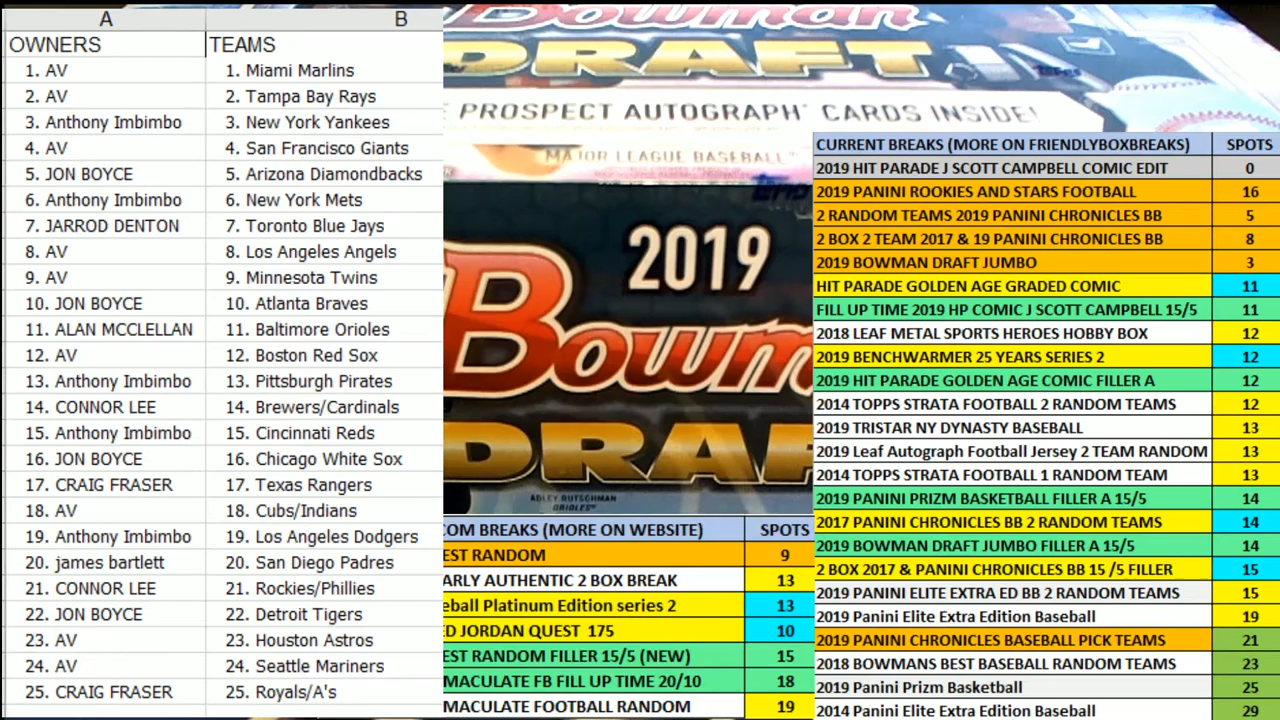 A B
OWNERS TEAMS
1. AV 1. Miami Marlins
2. AV 2. Tampa Bay Rays
3. Anthony Imbimbo 3. New York Yankees
4. AV 4. San Francisco Giants
5. JON BOYCE 5. Arizona Diamondbacks
6. Anthony Imbimbo 6. New York Mets
7. JARROD DENTON 7. Toronto Blue Jays
8. AV 8. Los Angeles Angels
9. AV 9. Minnesota Twins
10. JON BOYCE 10. Atlanta Braves
11. ALAN MCCLELLAN 11. Baltimore Orioles
12. AV 12. Boston Red Sox
13. Anthony Imbimbo 13. Pittsburgh Pirates
14. CONNOR LEE 14. Brewers/Cardinals
15. Anthony Imbimbo 15. Cincinnati Reds
16. JON BOYCE 16. Chicago White Sox
17. CRAIG FRASER 17. Texas Rangers
18. AV 18. Cubs/Indians
19. Anthony Imbimbo 19. Los Angeles Dodgers
20. james bartlett 20. San Diego Padres
21. CONNOR LEE 21. Rockies/Phillies
22. JON BOYCE 22. Detroit Tigers
23. AV 23. Houston Astros
24. AV 24. Seattle Mariners
25. CRAIG FRASER 25. Royals/A's
Bowman
DRAFT
PROSPECT AUTOGRAPH CARDS INSIDE!
MAJOR LEAGUE BASEBALL
topps
2019
Bowm
DRAF
ADLEY RUTSCHMAN
ORIOLES
COM BREAKS (MORE ON WEBSITE) SPOTS
EST RANDOM 9
ARLY AUTHENTIC 2 BOX BREAK 13
eball Platinum Edition series 2 13
ED JORDAN QUEST 175 10
EST RANDOM FILLER 15/5 (NEW) 15
MACULATE FB FILL UP TIME 20/10 18
MACULATE FOOTBALL RANDOM 19
CURRENT BREAKS (MORE ON FRIENDLYBOXBREAKS) SPOTS
2019 HIT PARADE J SCOTT CAMPBELL COMIC EDIT 0
2019 PANINI ROOKIES AND STARS FOOTBALL 16
2 RANDOM TEAMS 2019 PANINI CHRONICLES BB 5
2 BOX 2 TEAM 2017 & 19 PANINI CHRONICLES BB 8
2019 BOWMAN DRAFT JUMBO 3
HIT PARADE GOLDEN AGE GRADED COMIC 11
FILL UP TIME 2019 HP COMIC J SCOTT CAMPBELL 15/5 11
2018 LEAF METAL SPORTS HEROES HOBBY BOX 12
2019 BENCHWARMER 25 YEARS SERIES 2 12
2019 HIT PARADE GOLDEN AGE COMIC FILLER A 12
2014 TOPPS STRATA FOOTBALL 2 RANDOM TEAMS 12
2019 TRISTAR NY DYNASTY BASEBALL 13
2019 Leaf Autograph Football Jersey 2 TEAM RANDOM 13
2014 TOPPS STRATA FOOTBALL 1 RANDOM TEAM 13
2019 PANINI PRIZM BASKETBALL FILLER A 15/5 14
2017 PANINI CHRONICLES BB 2 RANDOM TEAMS 14
2019 BOWMAN DRAFT JUMBO FILLER A 15/5 14
2 BOX 2017 & PANINI CHRONICLES BB 15 /5 FILLER 15
2019 PANINI ELITE EXTRA ED BB 2 RANDOM TEAMS 15
2019 Panini Elite Extra Edition Baseball 19
2019 PANINI CHRONICLES BASEBALL PICK TEAMS 21
2018 BOWMANS BEST BASEBALL RANDOM TEAMS 23
2019 Panini Prizm Basketball 25
2014 Panini Elite Extra Edition Baseball 29